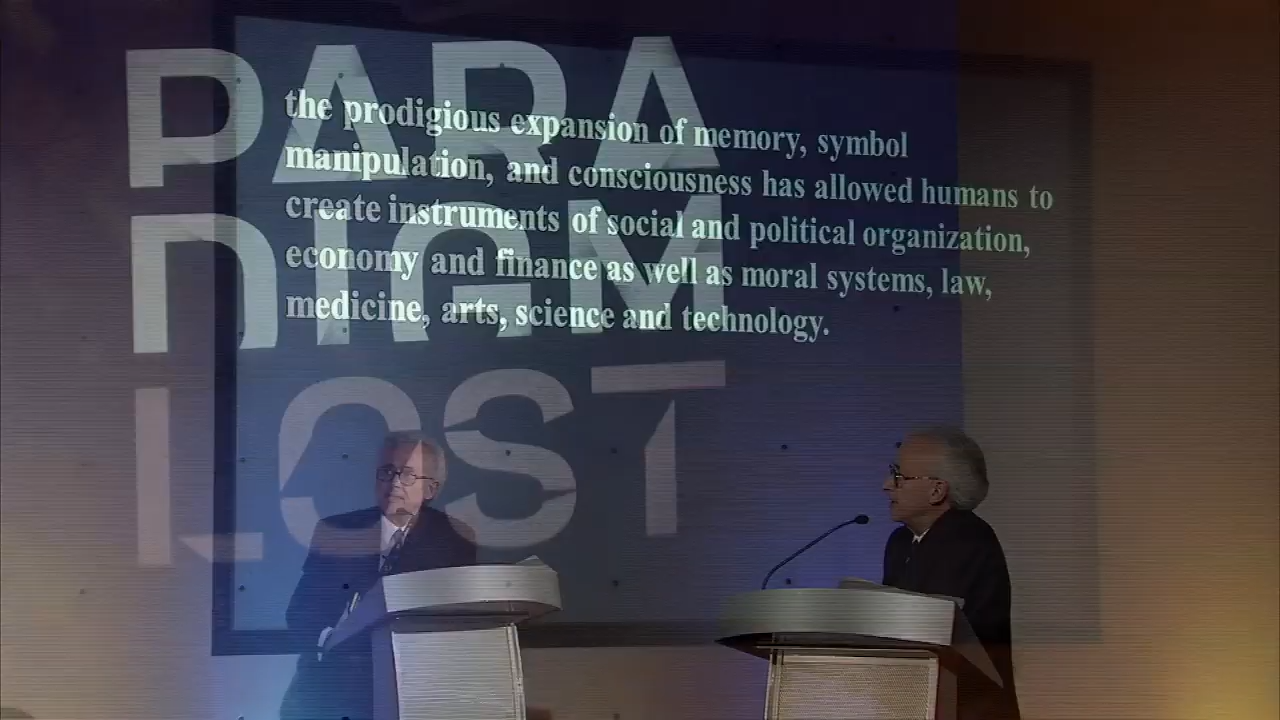 PARA
DIGM
LOST
the prodigious expansion of memory, symbol
manipulation, and consciousness has allowed humans to
create instruments of social and political organization,
economy and finance as well as moral systems, law,
medicine, arts, science and technology.